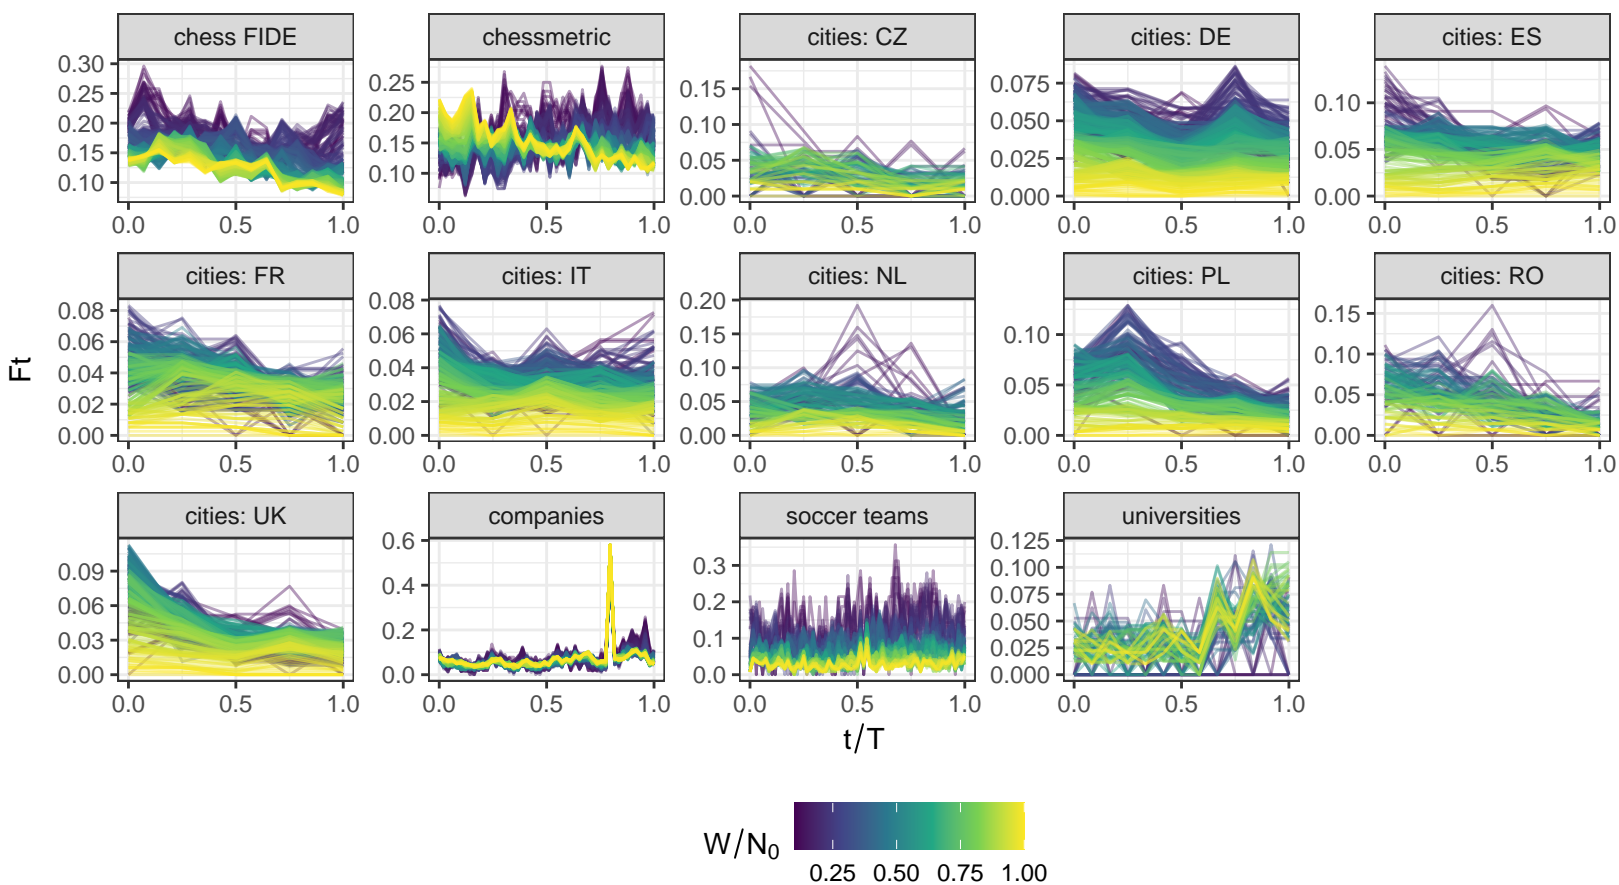 chess FIDE chessmetric cities: CZ cities: DE cities: ES
0.30 0.25 0.20 0.15 0.10
0.25 0.20 0.15 0.10
0.15 0.10 0.05 0.00
0.075 0.050 0.025 0.000
0.10 0.05 0.00
0.0 0.5 1.0 0.0 0.5 1.0 0.0 0.5 1.0 0.0 0.5 1.0 0.0 0.5 1.0
cities: FR cities: IT cities: NL cities: PL cities: RO
0.08 0.06 0.04 0.02 0.00
0.08 0.06 0.04 0.02 0.00
0.20 0.15 0.10 0.05 0.00
0.10 0.05 0.00
0.15 0.10 0.05 0.00
Ft
0.0 0.5 1.0 0.0 0.5 1.0 0.0 0.5 1.0 0.0 0.5 1.0 0.0 0.5 1.0
cities: UK companies soccer teams universities
0.09 0.06 0.03 0.00
0.6 0.4 0.2 0.0
0.3 0.2 0.1 0.0
0.125 0.100 0.075 0.050 0.025 0.000
0.0 0.5 1.0 0.0 0.5 1.0 0.0 0.5 1.0 0.0 0.5 1.0
t/T
W/N₀
0.25 0.50 0.75 1.00